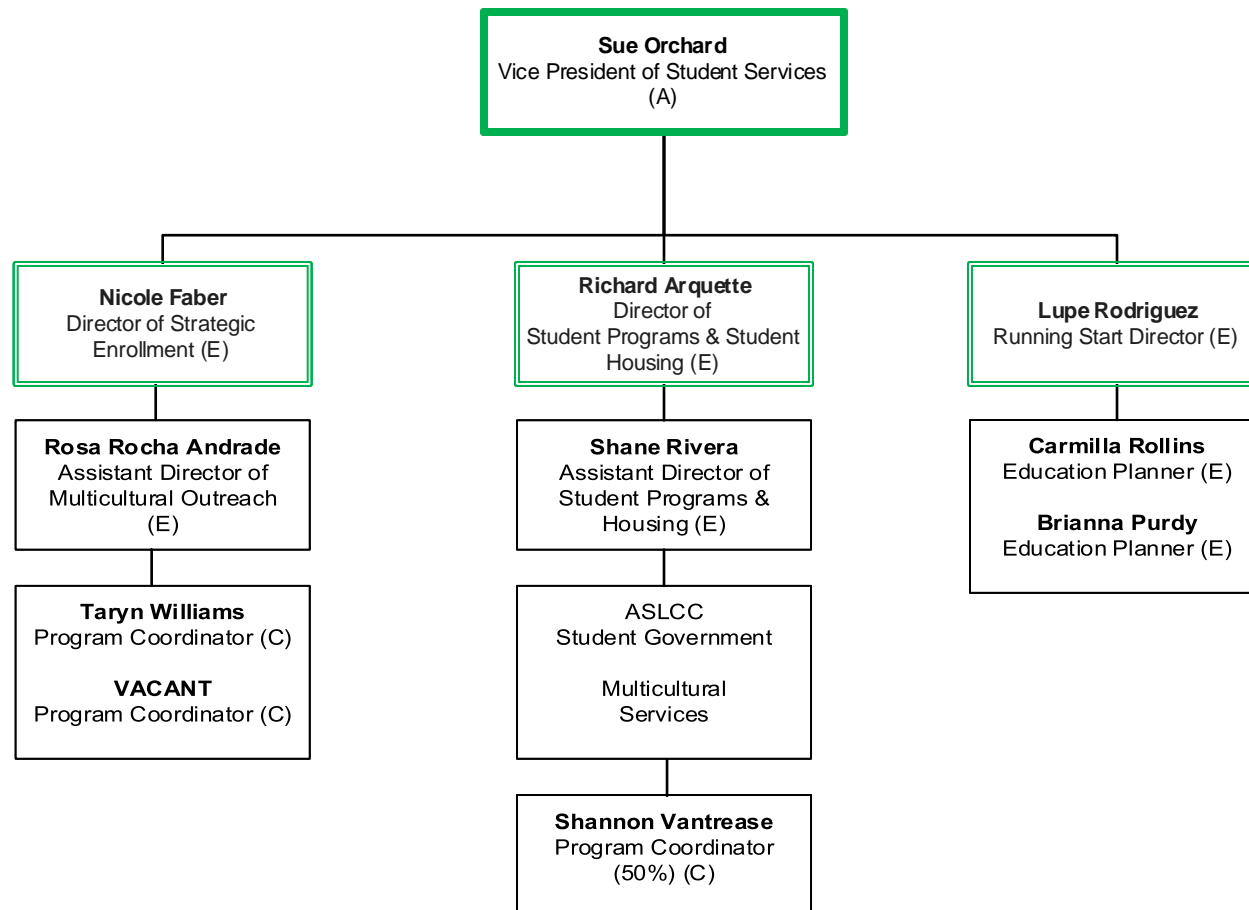 Sue Orchard
Vice President of Student Services
(A)
Nicole Faber
Director of Strategic
Enrollment (E)
Richard Arquette
Director of
Student Programs & Student
Housing (E)
Lupe Rodriguez
Running Start Director (E)
Rosa Rocha Andrade
Assistant Director of
Multicultural Outreach
(E)
Shane Rivera
Assistant Director of
Student Programs &
Housing (E)
Carmilla Rollins
Education Planner (E)
Brianna Purdy
Education Planner (E)
Taryn Williams
Program Coordinator (C)
VACANT
Program Coordinator (C)
ASLCC
Student Government
Multicultural
Services
Shannon Vantrease
Program Coordinator
(50%) (C)